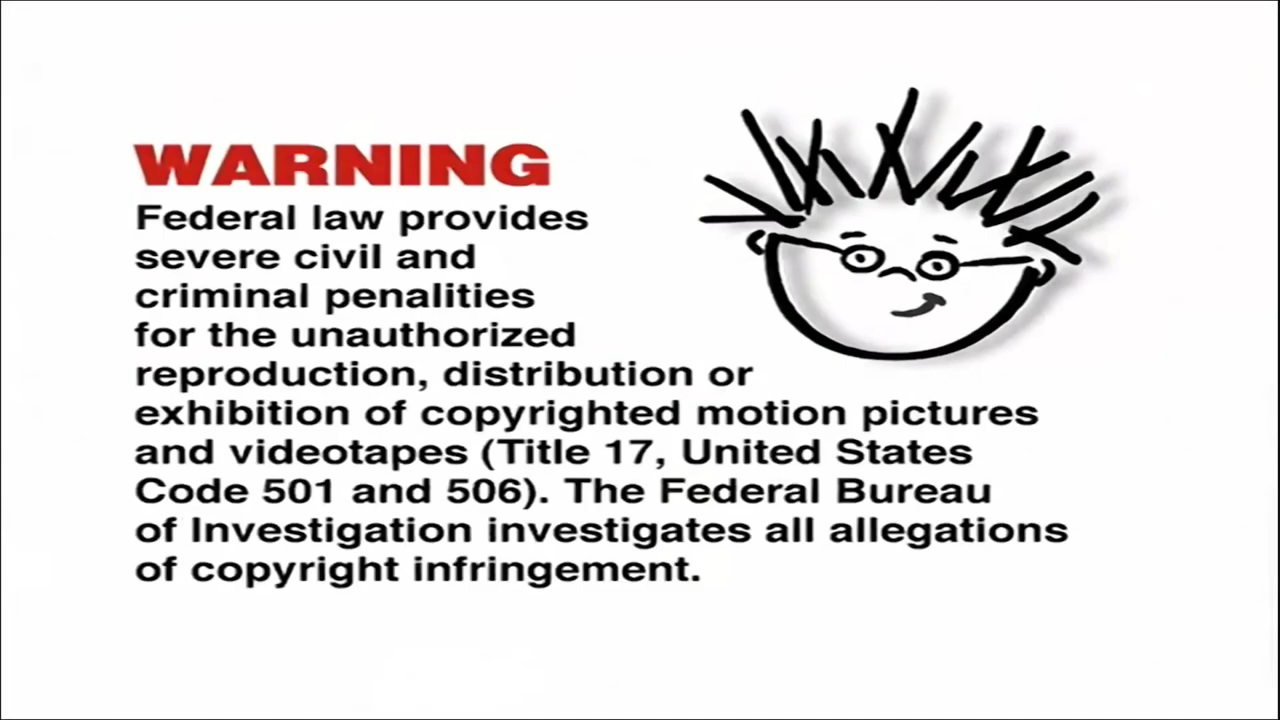 WARNING
Federal law provides
severe civil and
criminal penalities
for the unauthorized
reproduction, distribution or
exhibition of copyrighted motion pictures
and videotapes (Title 17, United States
Code 501 and 506). The Federal Bureau
of Investigation investigates all allegations
of copyright infringement.